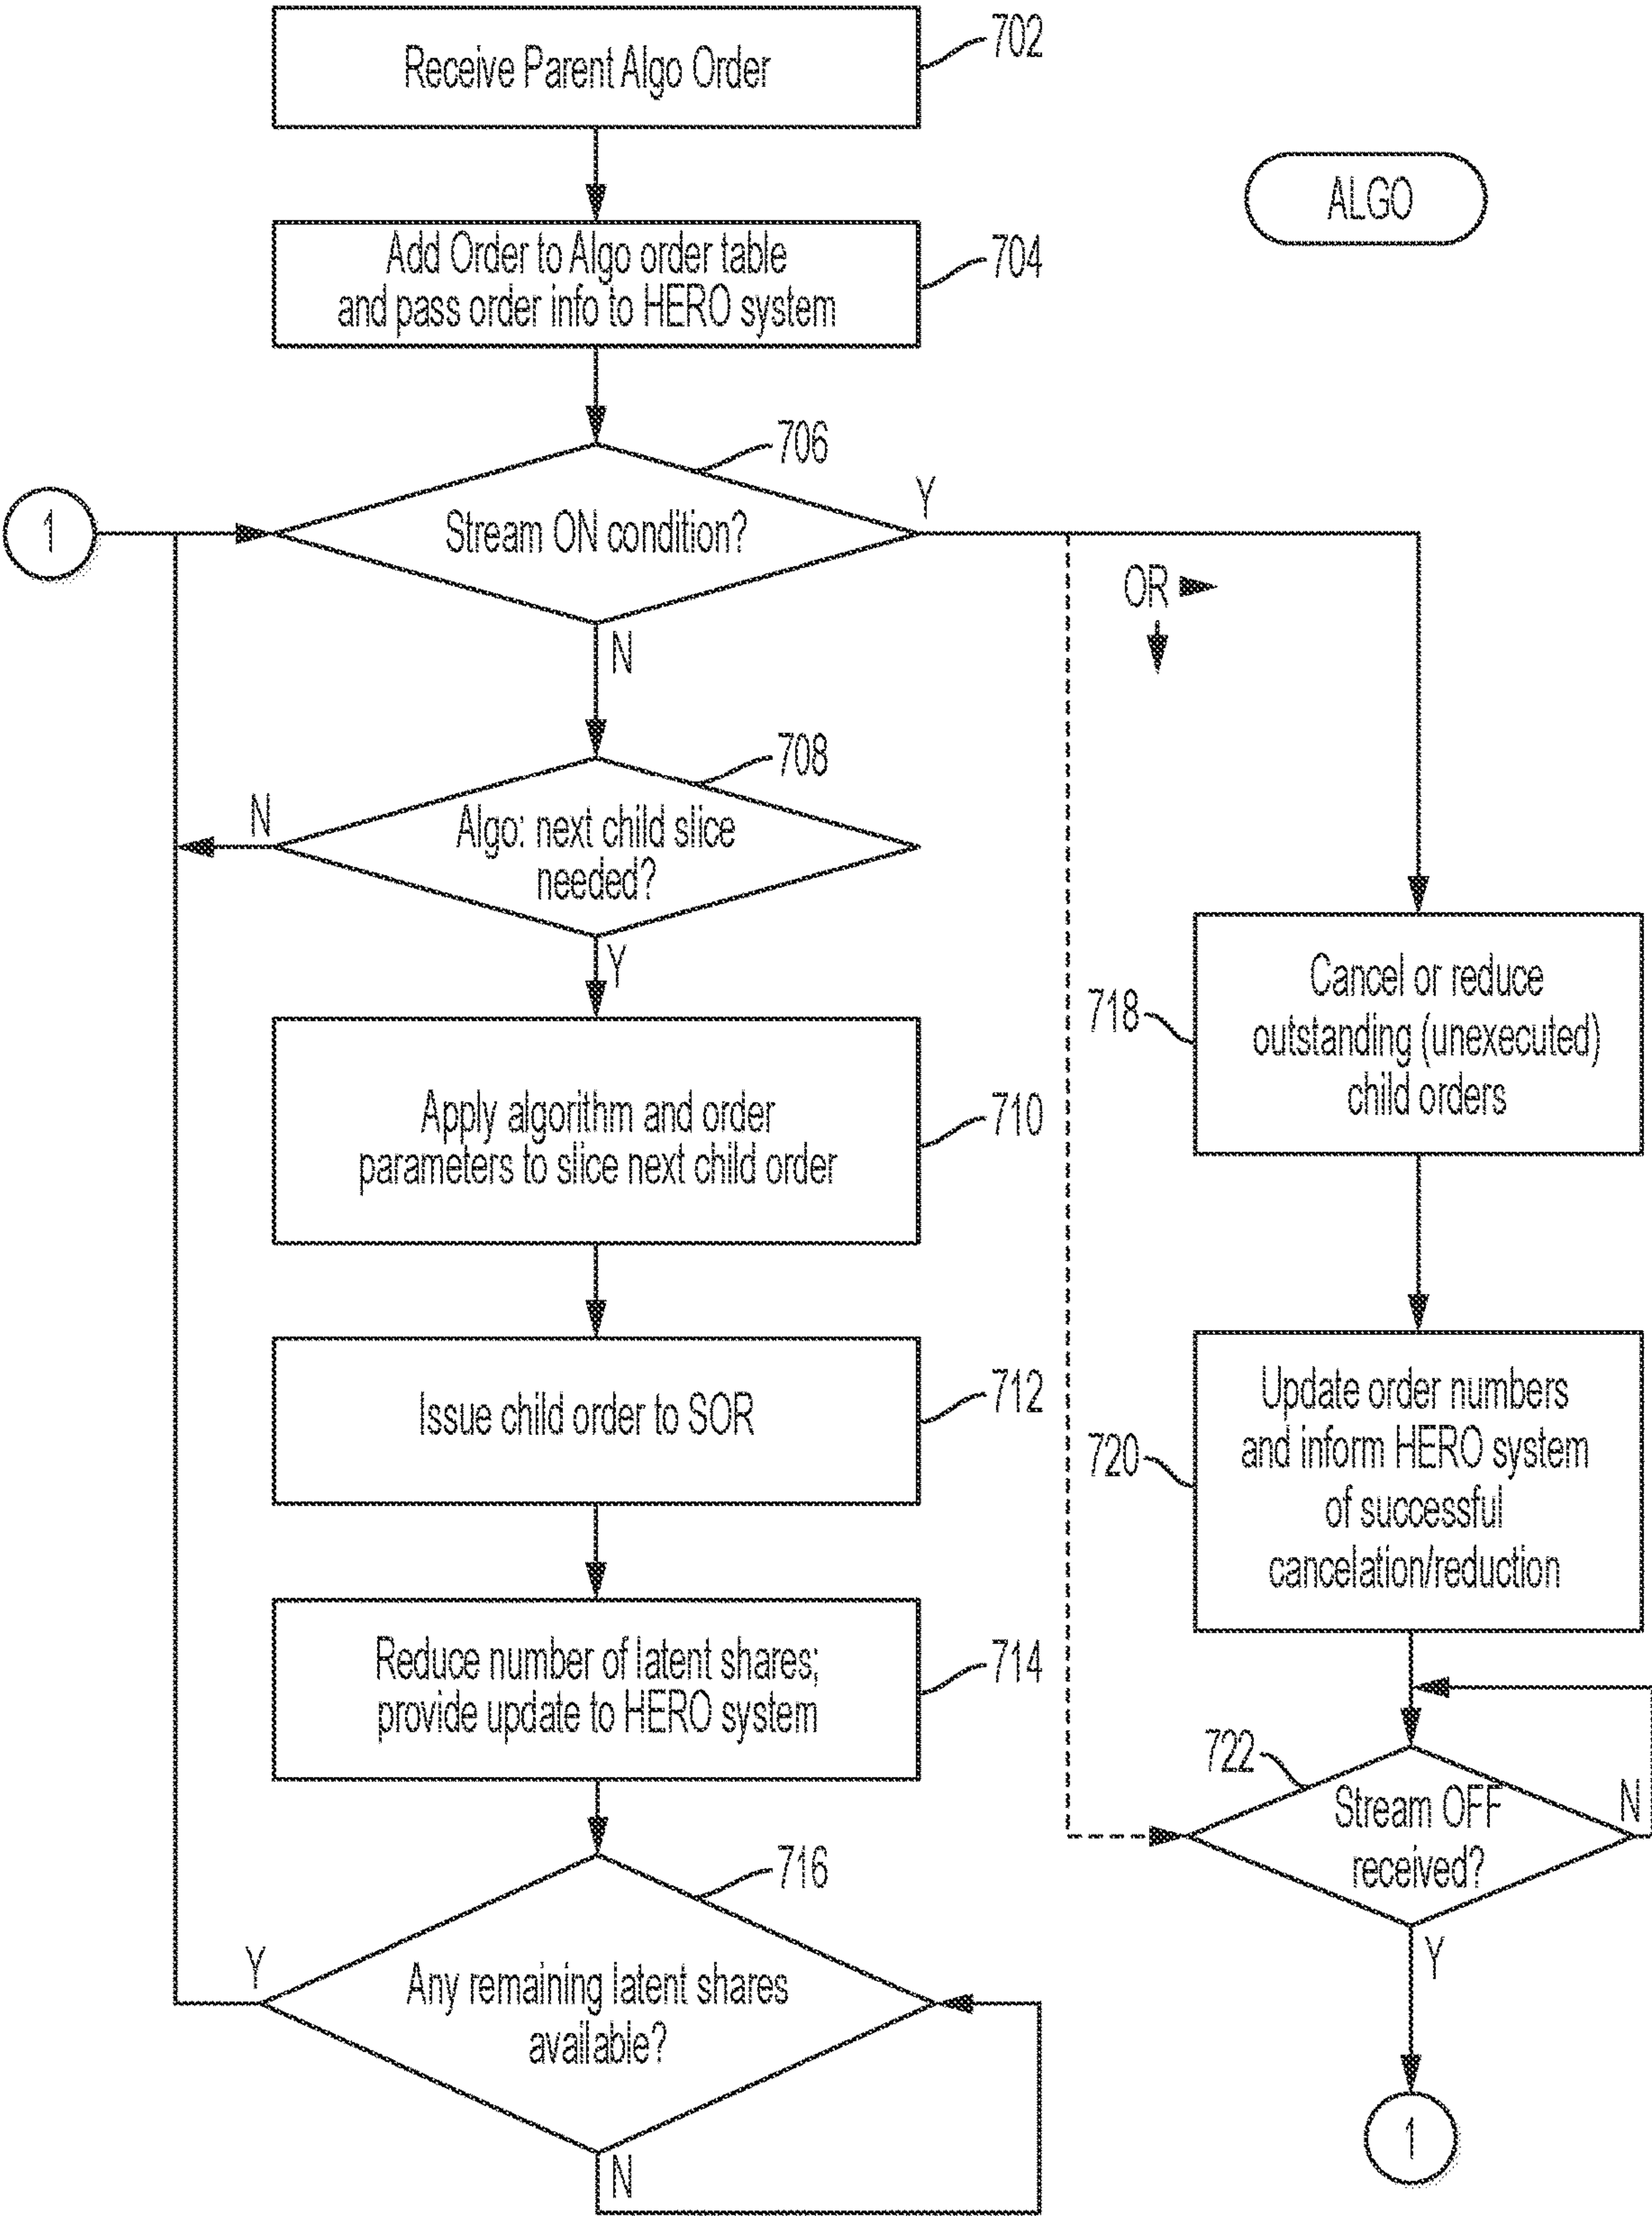 Receive Parent Algo Order
702
ALGO
Add Order to Algo order table
and pass order info to HERO system
704
706
1
Stream ON condition?
Y
OR
N
708
N
Algo: next child slice
needed?
Y
718
Cancel or reduce
outstanding (unexecuted)
child orders
Apply algorithm and order
parameters to slice next child order
710
Issue child order to SOR
712
720
Update order numbers
and inform HERO system
of successful
cancelation/reduction
Reduce number of latent shares;
provide update to HERO system
714
722
Stream OFF
received?
N
Y
716
Y
Any remaining latent shares
available?
N
1